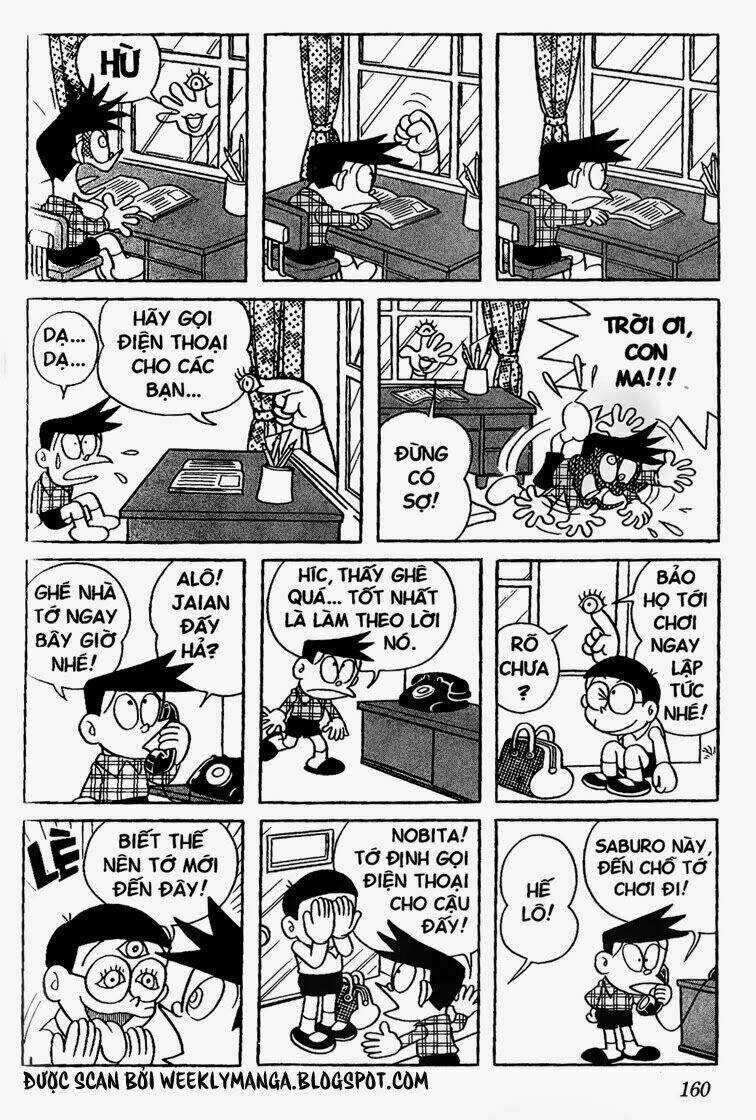 HỪ
TRỜI ƠI,
CON
MA!!!
ĐỪNG
CÓ
SỢ!
HÃY GỌI
ĐIỆN THOẠI
CHO CÁC
BẠN...
DẠ...
DẠ...
BẢO
HỌ TỚI
CHƠI
NGAY
LẬP
TỨC
NHÉ!
RÕ
CHƯA
?
HÍC, THẤY GHÊ
QUÁ... TỐT NHẤT
LÀ LÀM THEO LỜI
NÓ.
ALÔ!
JAIAN
ĐẤY
HẢ?
GHÉ NHÀ
TỚ NGAY
BÂY GIỜ
NHÉ!
SABURO NÀY,
ĐẾN CHỔ TỚ
CHƠI ĐI!
HẾ
LÔ!
NOBITA!
TỚ ĐỊNH GỌI
ĐIỆN THOẠI
CHO CẬU
ĐẤY!
BIẾT THẾ
NÊN TỚ MỚI
ĐẾN ĐÂY!
LÈ
ĐƯỢC SCAN BỞI WEEKLYMANGA.BLOGSPOT.COM
160